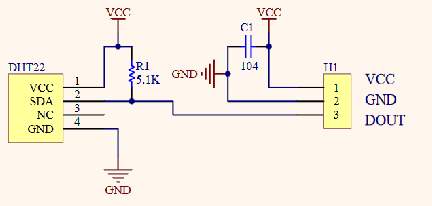 VCC
VCC
C1
104
GND
R1
5.1K
DHT22
VCC 1
SDA 2
NC 3
GND 4
GND
H1
1 VCC
2 GND
3 DOUT